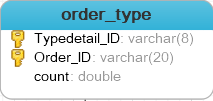 order_type
Typedetail_ID: varchar(8)
Order_ID: varchar(20)
count: double